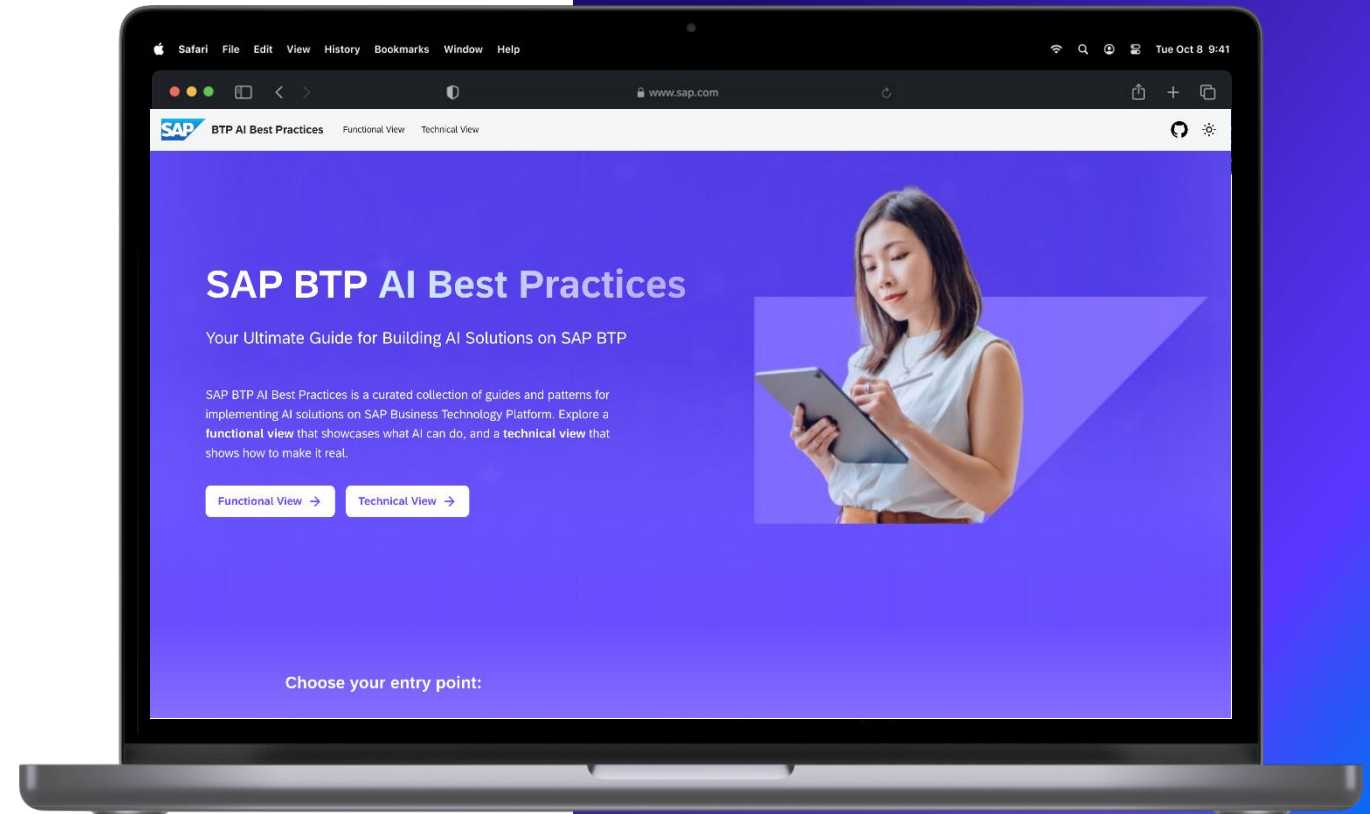 Safari File Edit View History Bookmarks Window Help
Tue Oct 8 9:41
www.sap.com
SAP BTP AI Best Practices Functional View Technical View
SAP BTP AI Best Practices
Your Ultimate Guide for Building AI Solutions on SAP BTP
SAP BTP AI Best Practices is a curated collection of guides and patterns for
implementing AI solutions on SAP Business Technology Platform. Explore a
functional view that showcases what AI can do, and a technical view that
shows how to make it real.
Functional View → Technical View →
Choose your entry point: